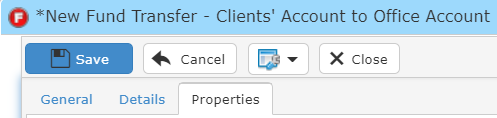 F *New Fund Transfer - Clients' Account to Office Account
Save Cancel Close
General Details Properties